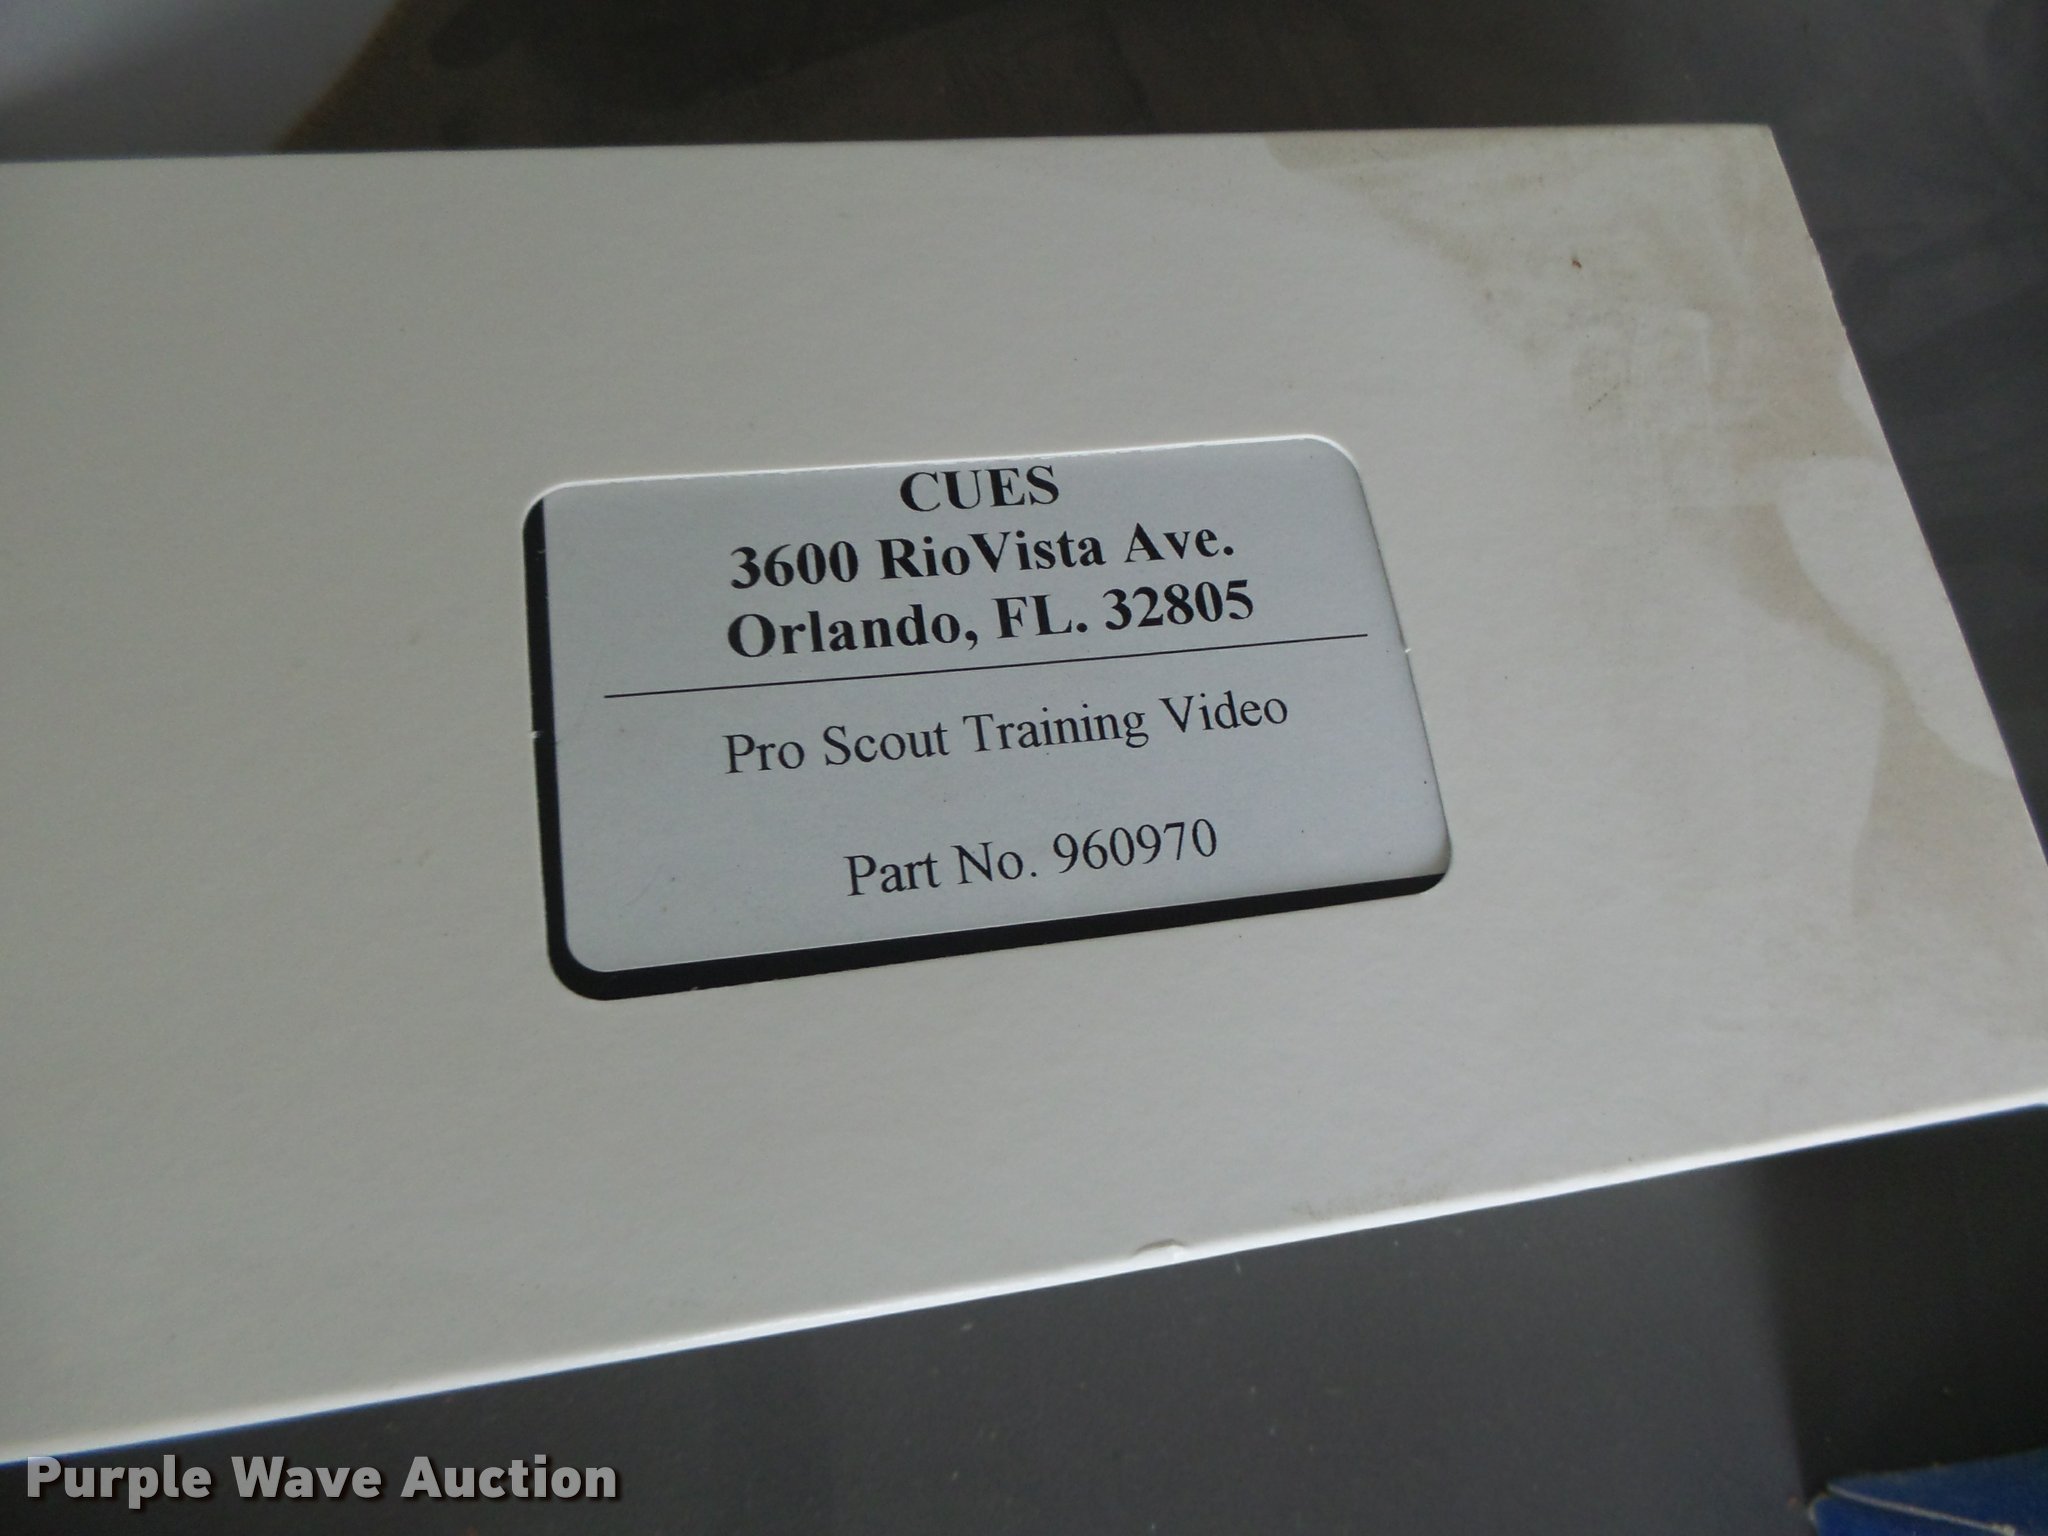 CUES
3600 RioVista Ave.
Orlando, FL. 32805
Pro Scout Training Video
Part No. 960970
Purple Wave Auction